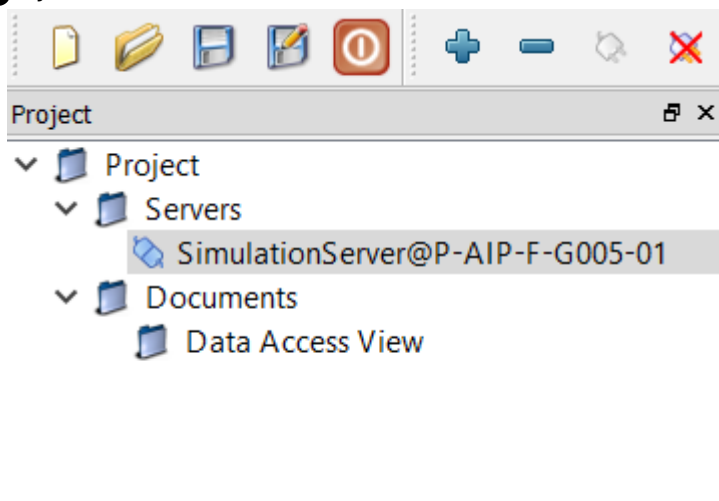 Project
Project
Servers
SimulationServer@P-AIP-F-G005-01
Documents
Data Access View